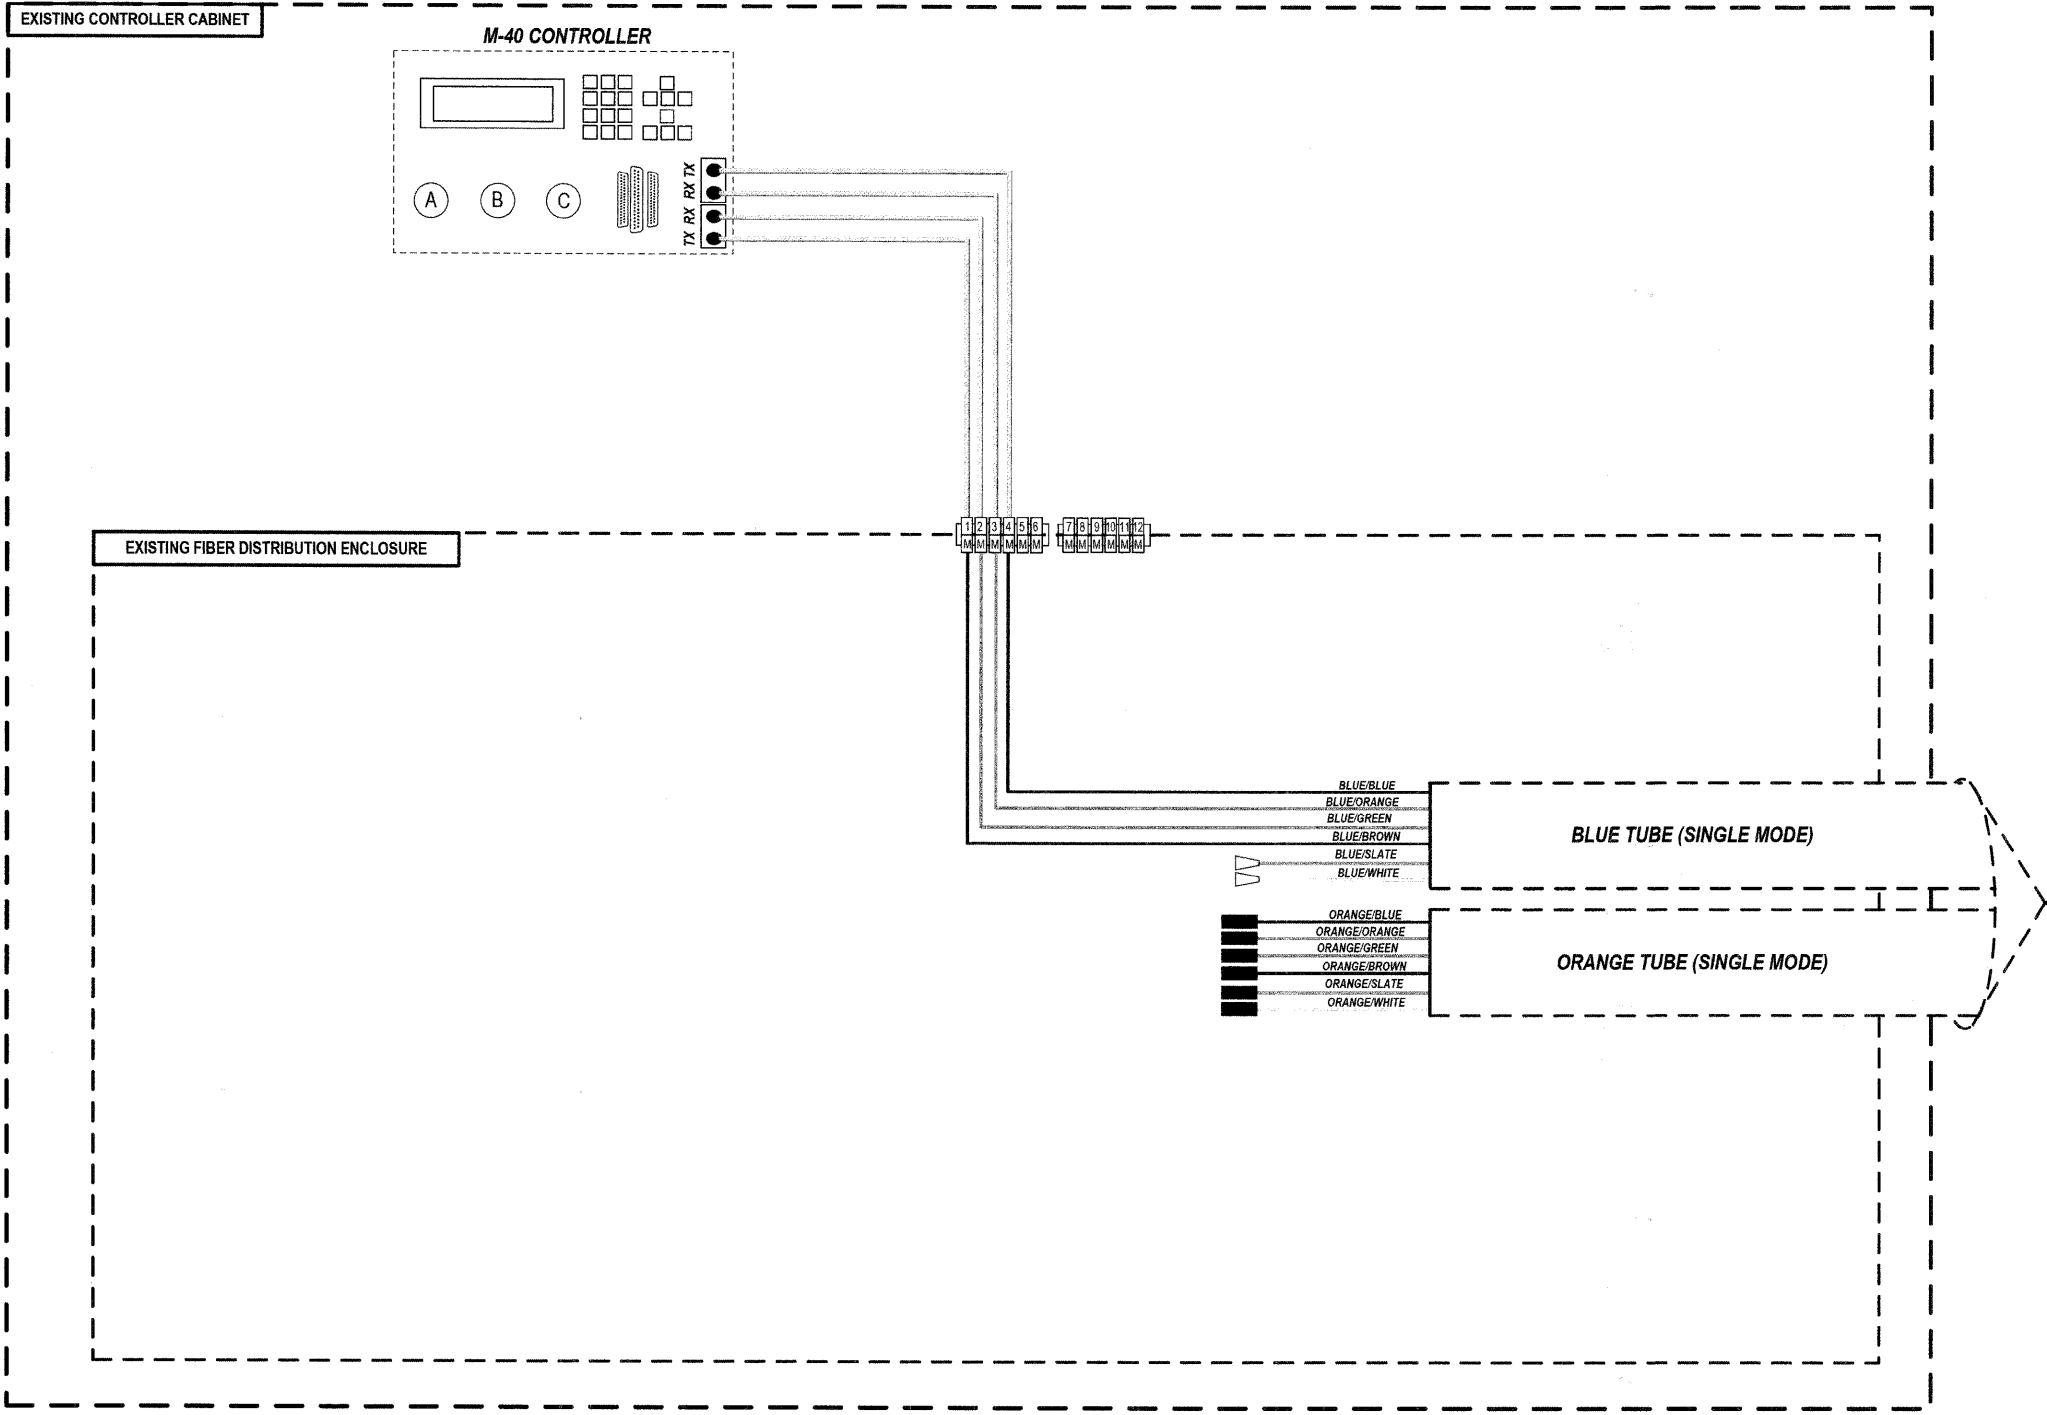 EXISTING CONTROLLER CABINET
M-40 CONTROLLER
A B C
TX
RX
RX
TX
1 2 3 4 5 6 7 8 9 10 11 12
M M M M M M M M M M M M
EXISTING FIBER DISTRIBUTION ENCLOSURE
BLUE/BLUE
BLUE/ORANGE
BLUE/GREEN
BLUE/BROWN
BLUE/SLATE
BLUE/WHITE
BLUE TUBE (SINGLE MODE)
ORANGE/BLUE
ORANGE/ORANGE
ORANGE/GREEN
ORANGE/BROWN
ORANGE/SLATE
ORANGE/WHITE
ORANGE TUBE (SINGLE MODE)